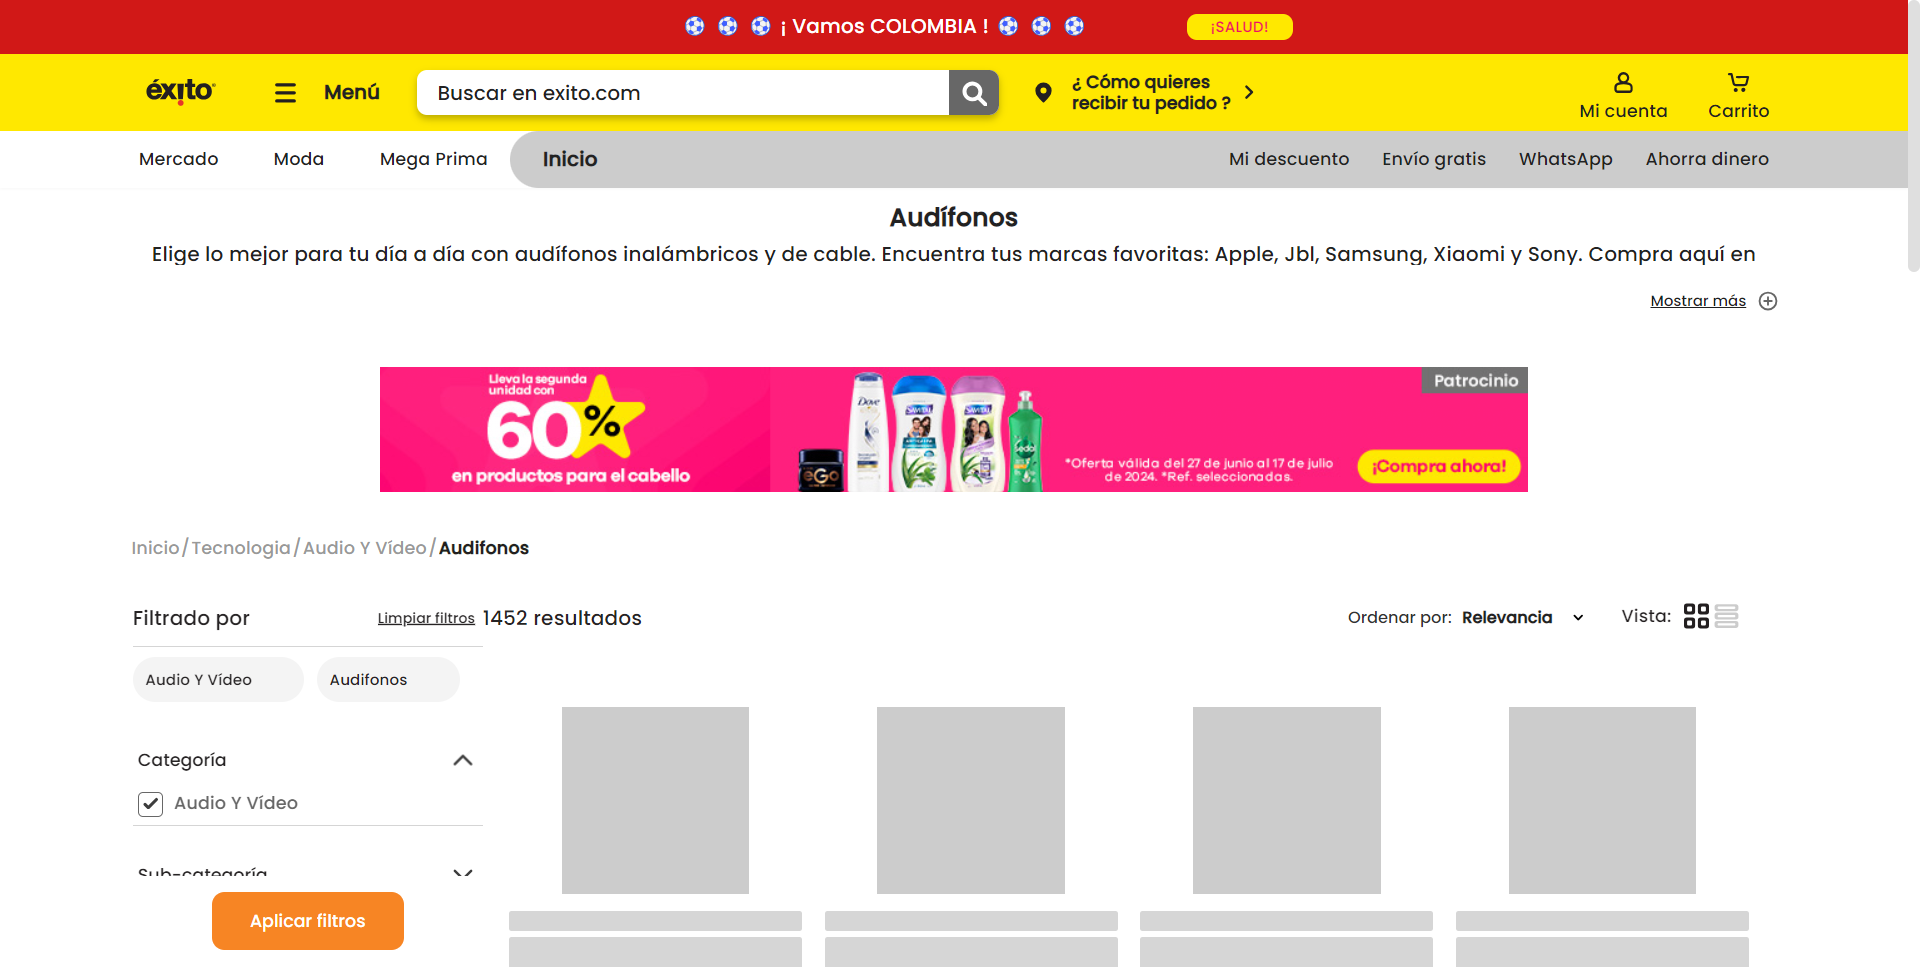 ¡ Vamos COLOMBIA !
¡SALUD!
éxito
Menú
Buscar en exito.com
¿ Cómo quieres
recibir tu pedido ?
Mi cuenta
Carrito
Mercado
Moda
Mega Prima
Inicio
Mi descuento
Envío gratis
WhatsApp
Ahorra dinero
Audífonos
Elige lo mejor para tu día a día con audífonos inalámbricos y de cable. Encuentra tus marcas favoritas: Apple, Jbl, Samsung, Xiaomi y Sony. Compra aquí en
Mostrar más
Lleva la segunda
unidad con
60%
en productos para el cabello
Dove
SAVITAL
SAVITAL
Sedal
eGo
*Oferta válida del 27 de junio al 17 de julio
de 2024. *Ref. seleccionadas.
Patrocinio
¡Compra ahora!
Inicio/Tecnologia/Audio Y Vídeo/Audifonos
Filtrado por
Limpiar filtros
1452 resultados
Ordenar por: Relevancia
Vista:
Audio Y Vídeo
Audifonos
Categoría
Audio Y Vídeo
Sub-categoría
Aplicar filtros